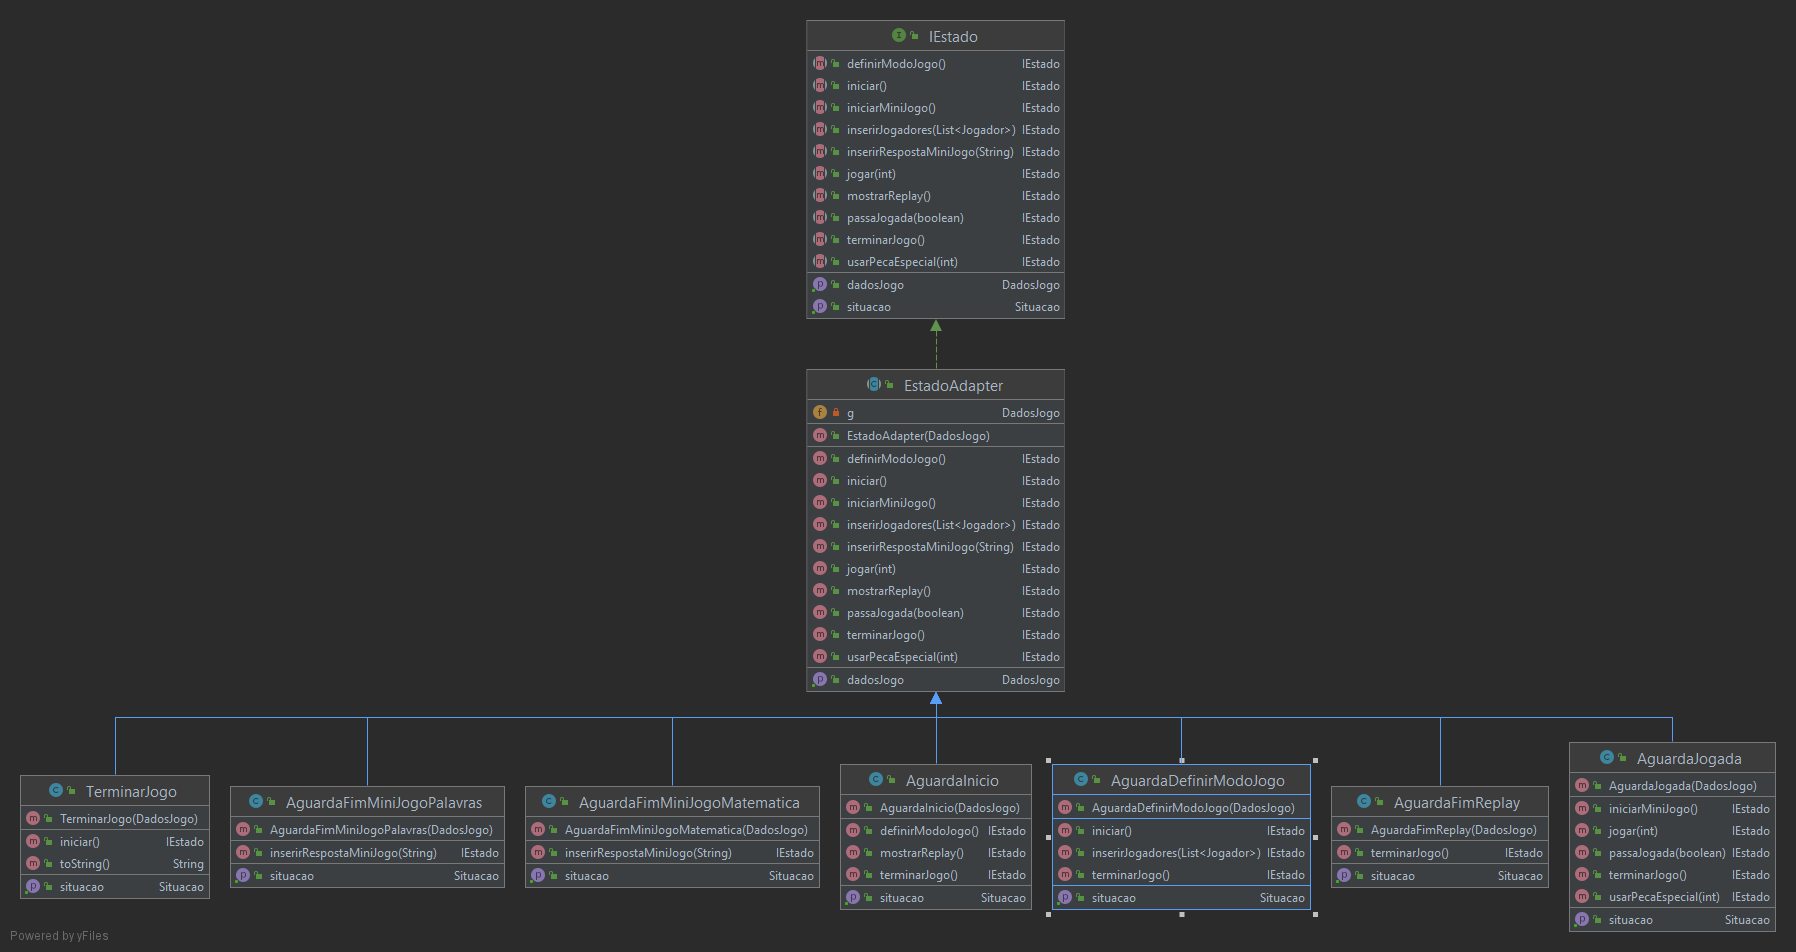 IEstado
definirModoJogo() IEstado
iniciar() IEstado
iniciarMiniJogo() IEstado
inserirJogadores(List<Jogador>) IEstado
inserirRespostaMiniJogo(String) IEstado
jogar(int) IEstado
mostrarReplay() IEstado
passaJogada(boolean) IEstado
terminarJogo() IEstado
usarPecaEspecial(int) IEstado
dadosJogo DadosJogo
situacao Situacao
EstadoAdapter
g DadosJogo
EstadoAdapter(DadosJogo)
definirModoJogo() IEstado
iniciar() IEstado
iniciarMiniJogo() IEstado
inserirJogadores(List<Jogador>) IEstado
inserirRespostaMiniJogo(String) IEstado
jogar(int) IEstado
mostrarReplay() IEstado
passaJogada(boolean) IEstado
terminarJogo() IEstado
usarPecaEspecial(int) IEstado
dadosJogo DadosJogo
TerminarJogo
TerminarJogo(DadosJogo)
iniciar() IEstado
toString() String
situacao Situacao
AguardaFimMiniJogoPalavras
AguardaFimMiniJogoPalavras(DadosJogo)
inserirRespostaMiniJogo(String) IEstado
situacao Situacao
AguardaFimMiniJogoMatematica
AguardaFimMiniJogoMatematica(DadosJogo)
inserirRespostaMiniJogo(String) IEstado
situacao Situacao
AguardaInicio
AguardaInicio(DadosJogo)
definirModoJogo() IEstado
mostrarReplay() IEstado
terminarJogo() IEstado
situacao Situacao
AguardaDefinirModoJogo
AguardaDefinirModoJogo(DadosJogo)
iniciar() IEstado
inserirJogadores(List<Jogador>) IEstado
terminarJogo() IEstado
situacao Situacao
AguardaFimReplay
AguardaFimReplay(DadosJogo)
terminarJogo() IEstado
situacao Situacao
AguardaJogada
AguardaJogada(DadosJogo)
iniciarMiniJogo() IEstado
jogar(int) IEstado
passaJogada(boolean) IEstado
terminarJogo() IEstado
usarPecaEspecial(int) IEstado
situacao Situacao
Powered by yFiles